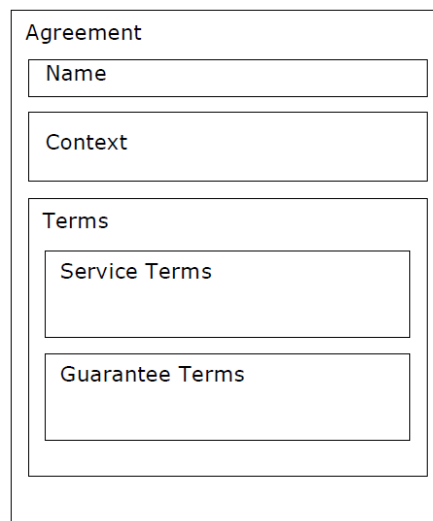 Agreement
Name
Context
Terms
Service Terms
Guarantee Terms